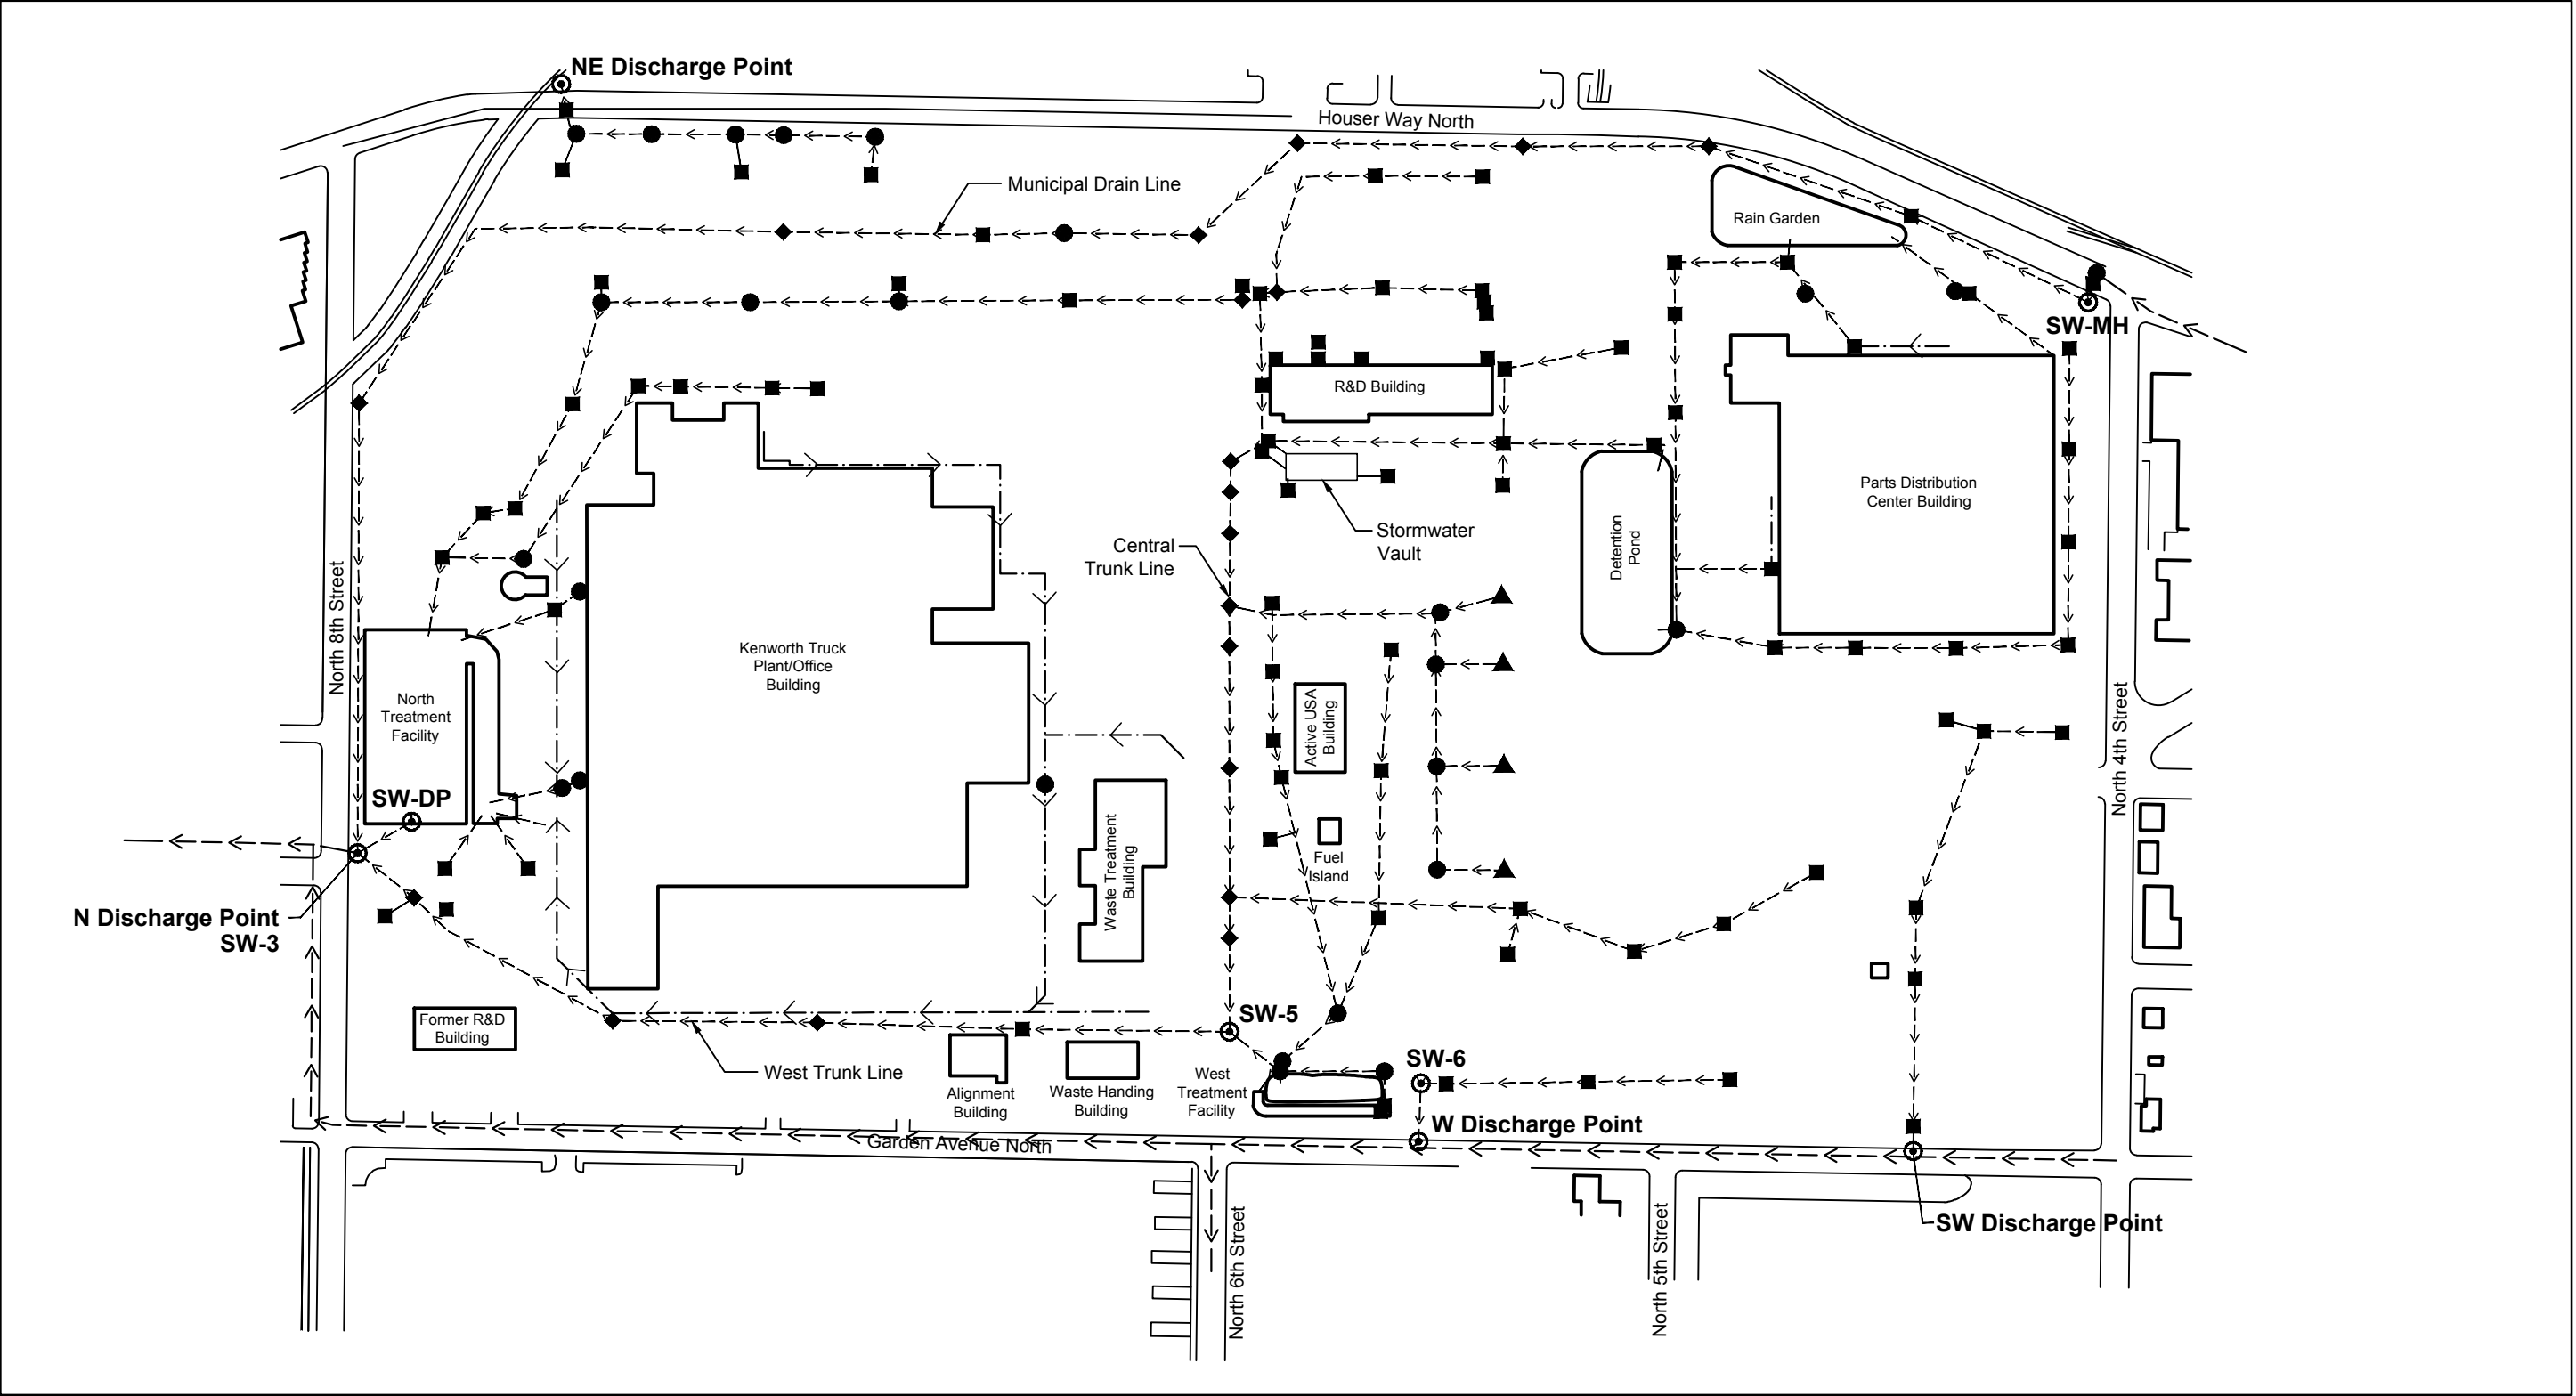 NE Discharge Point
Houser Way North
Municipal Drain Line
Rain Garden
SW-MH
R&D Building
Parts Distribution
Center Building
Stormwater
Vault
Central
Trunk Line
Detention
Pond
North 8th Street
Kenworth Truck
Plant/Office
Building
North
Treatment
Facility
Active USA
Building
North 4th Street
SW-DP
Fuel
Island
Waste Treatment
Building
N Discharge Point
SW-3
Former R&D
Building
SW-5
SW-6
West Trunk Line
Alignment
Building
Waste Handing
Building
West
Treatment
Facility
W Discharge Point
Garden Avenue North
North 6th Street
North 5th Street
SW Discharge Point